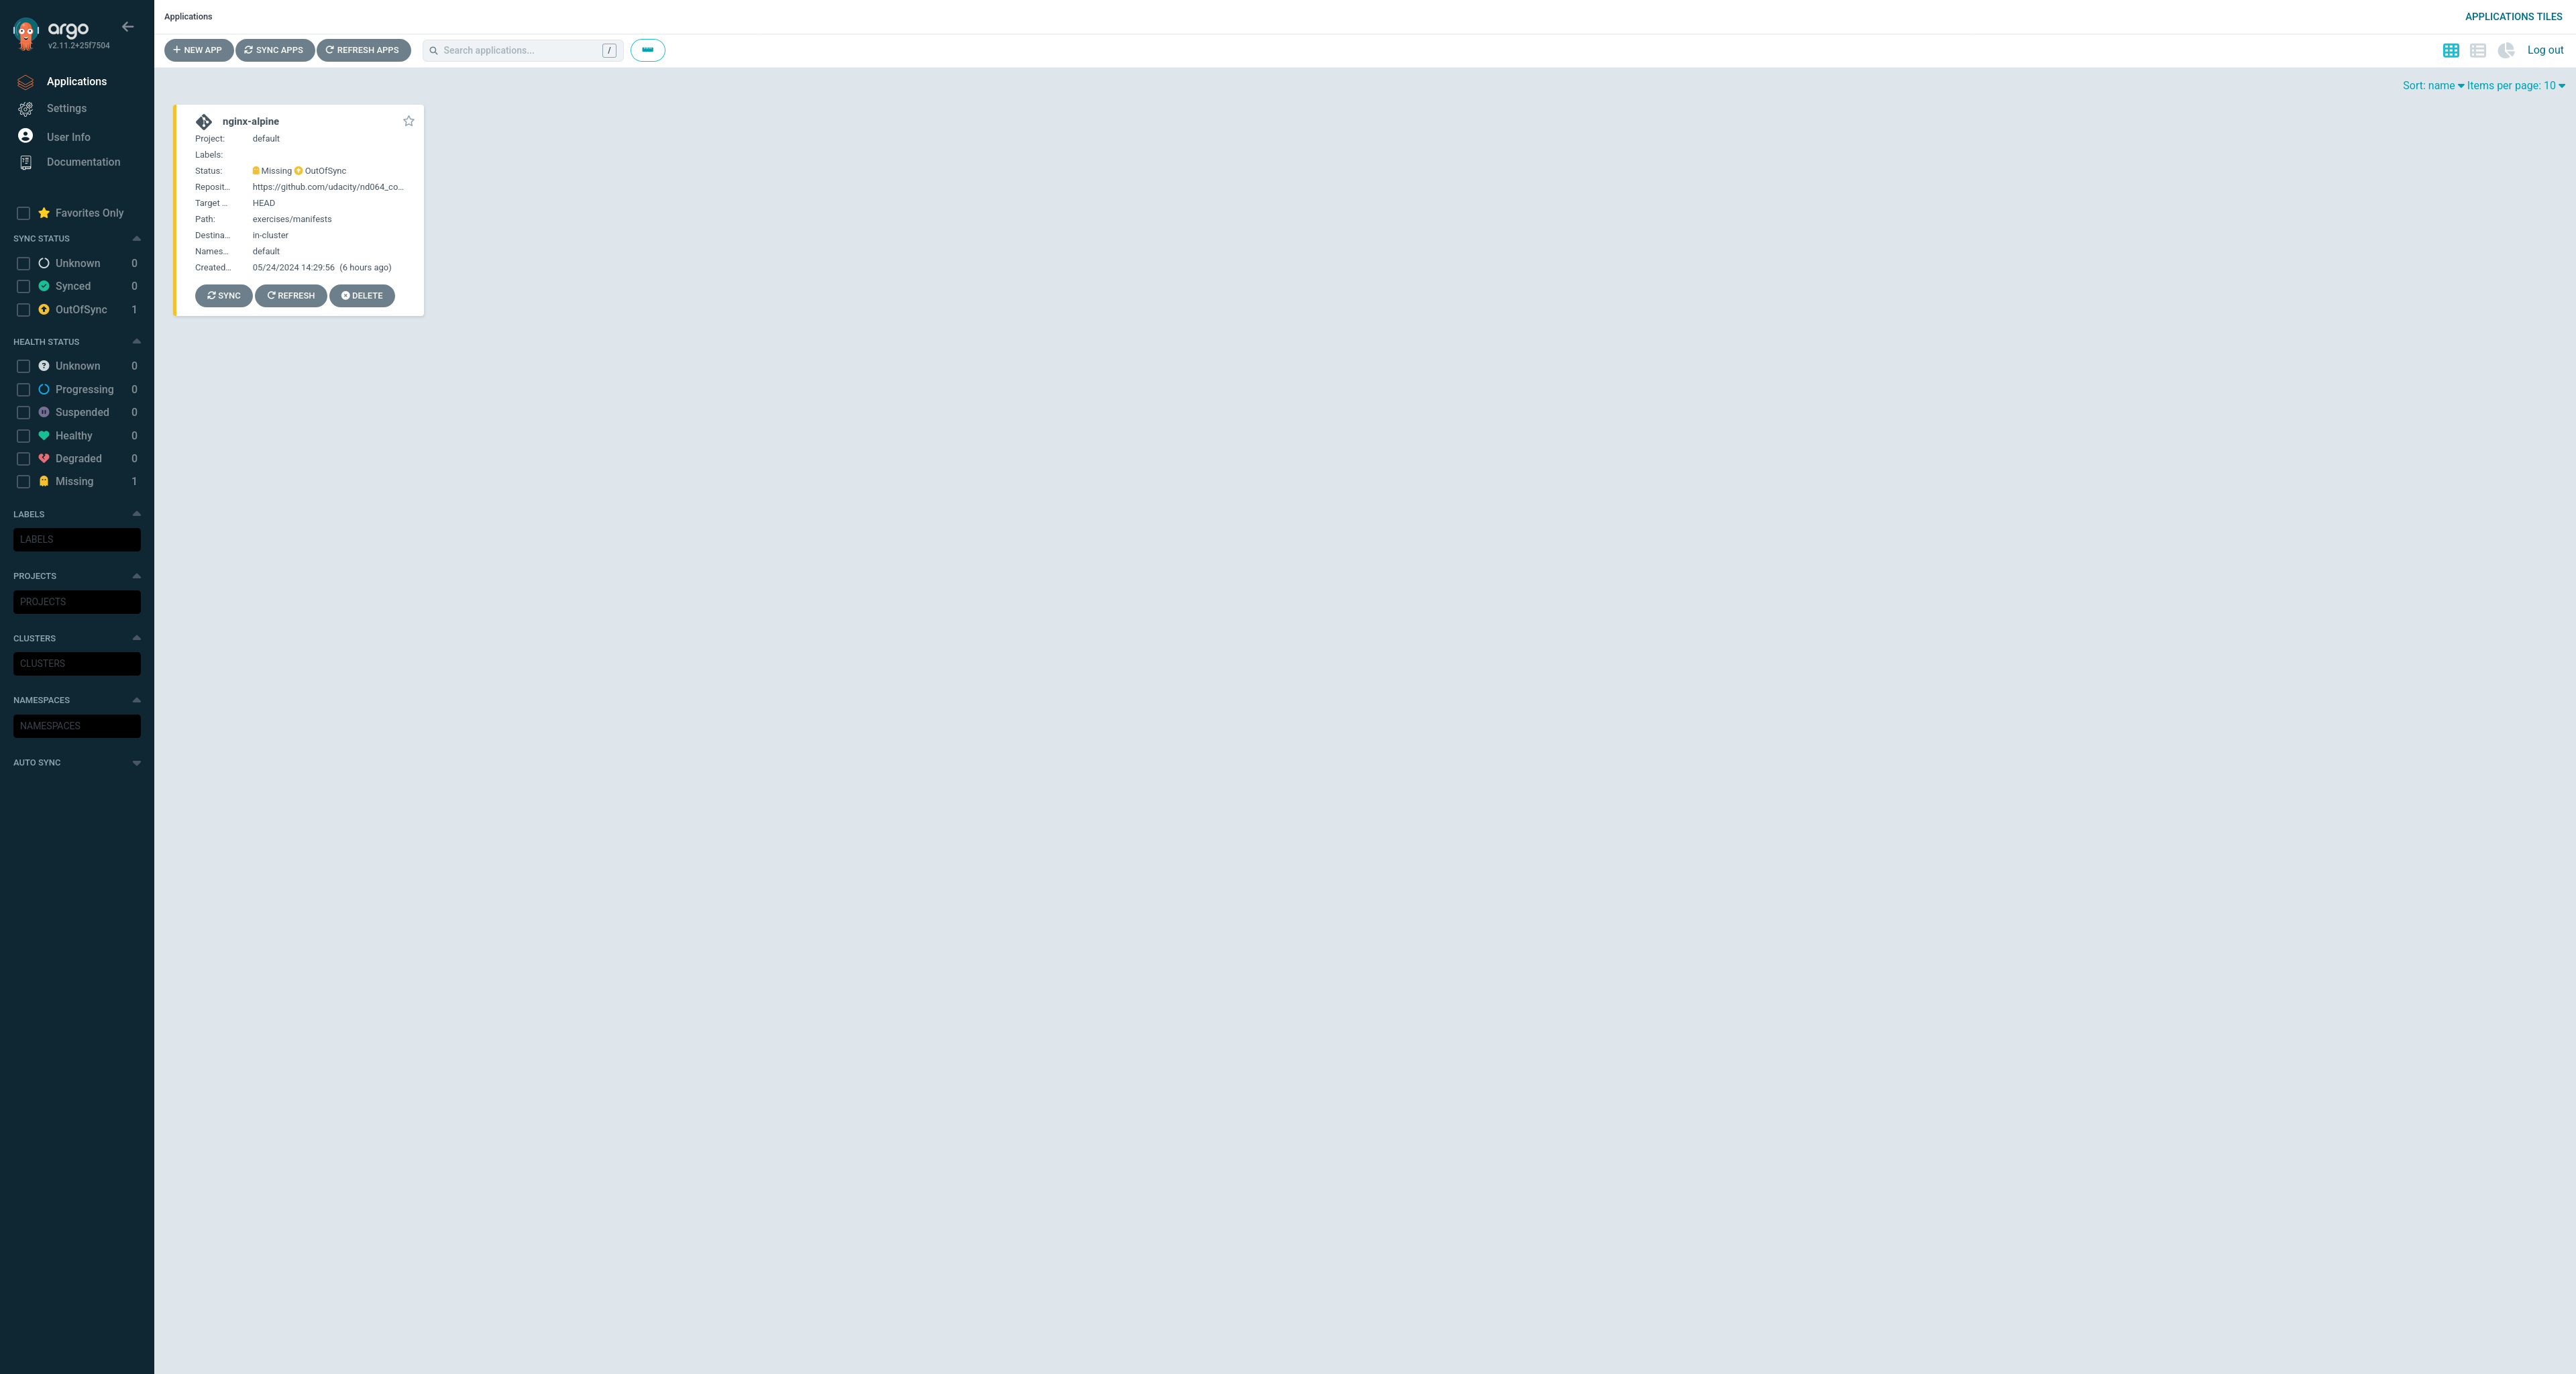 argo
v2.11.2+25f7504
Applications
Settings
User Info
Documentation
Favorites Only
SYNC STATUS
Unknown 0
Synced 0
OutOfSync 1
HEALTH STATUS
Unknown 0
Progressing 0
Suspended 0
Healthy 0
Degraded 0
Missing 1
LABELS
LABELS
PROJECTS
PROJECTS
CLUSTERS
CLUSTERS
NAMESPACES
NAMESPACES
AUTO SYNC
Applications
APPLICATIONS TILES
NEW APP SYNC APPS REFRESH APPS Search applications... / Log out
Sort: name Items per page: 10
nginx-alpine
Project: default
Labels:
Status: Missing OutOfSync
Reposit... https://github.com/udacity/nd064_co...
Target ... HEAD
Path: exercises/manifests
Destina... in-cluster
Names... default
Created... 05/24/2024 14:29:56 (6 hours ago)
SYNC REFRESH DELETE